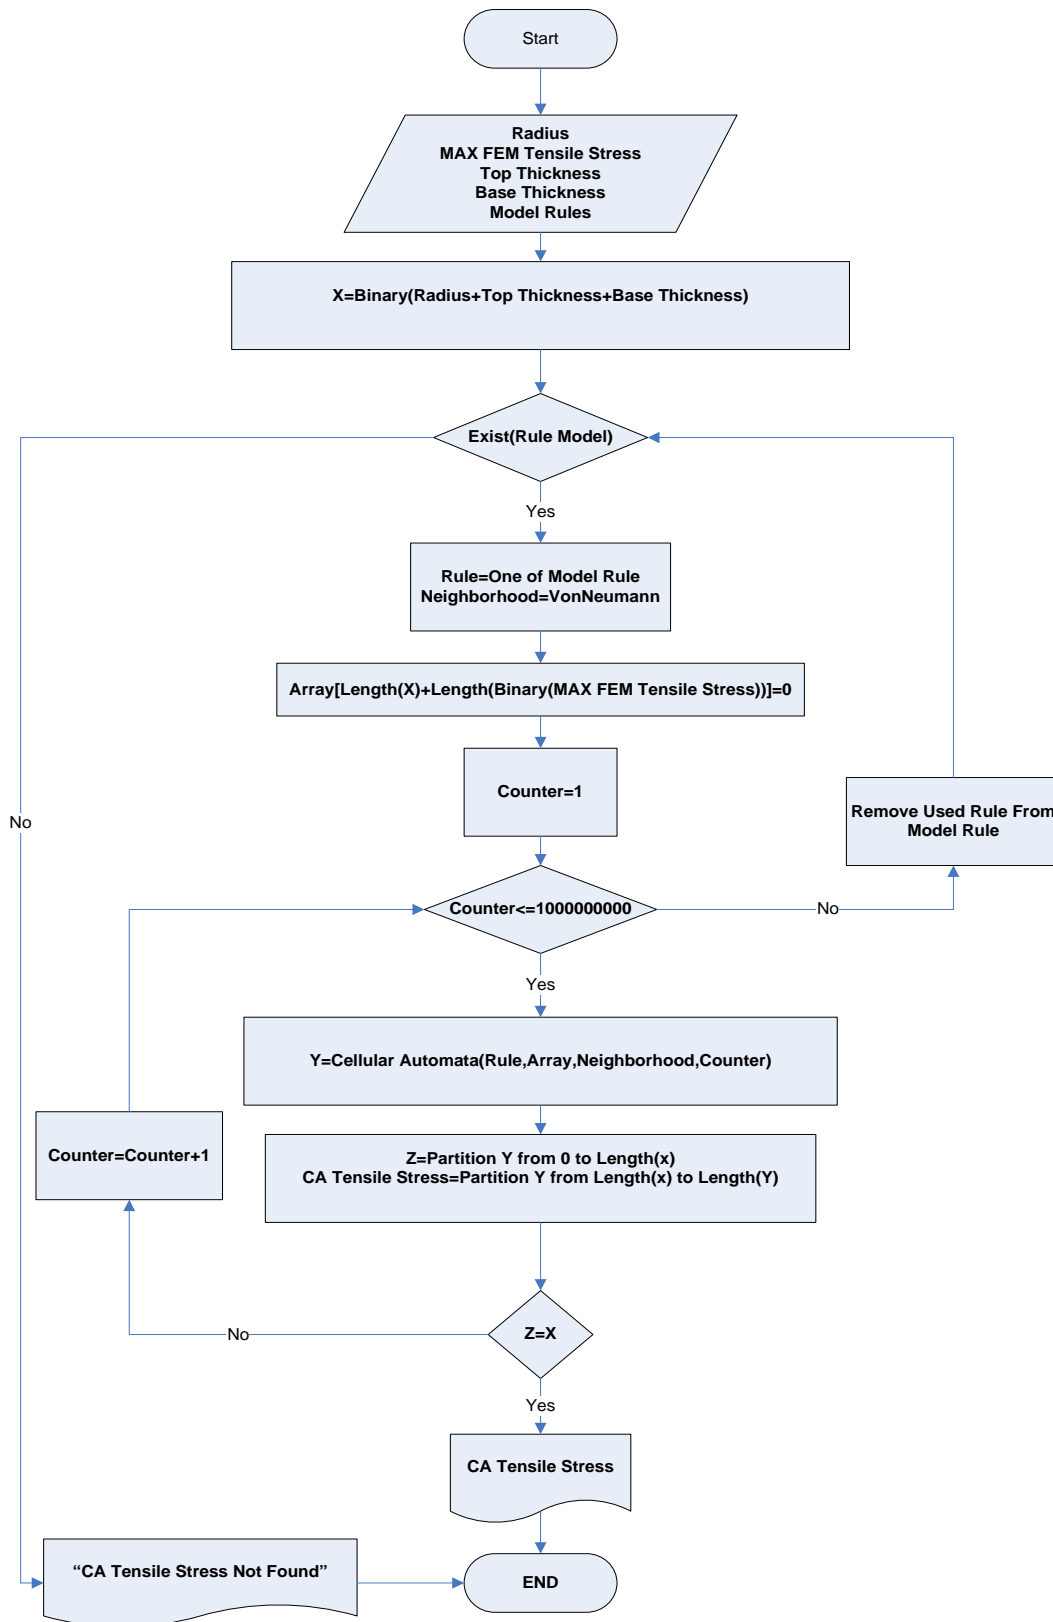 Start
Radius
MAX FEM Tensile Stress
Top Thickness
Base Thickness
Model Rules
X=Binary(Radius+Top Thickness+Base Thickness)
Exist(Rule Model)
Yes
Rule=One of Model Rule
Neighborhood=VonNeumann
Array[Length(X)+Length(Binary(MAX FEM Tensile Stress))]=0
Counter=1
Remove Used Rule From
Model Rule
No
Counter<=1000000000
No
Yes
Y=Cellular Automata(Rule,Array,Neighborhood,Counter)
Counter=Counter+1
Z=Partition Y from 0 to Length(x)
CA Tensile Stress=Partition Y from Length(x) to Length(Y)
No
Z=X
Yes
CA Tensile Stress
“CA Tensile Stress Not Found”
END